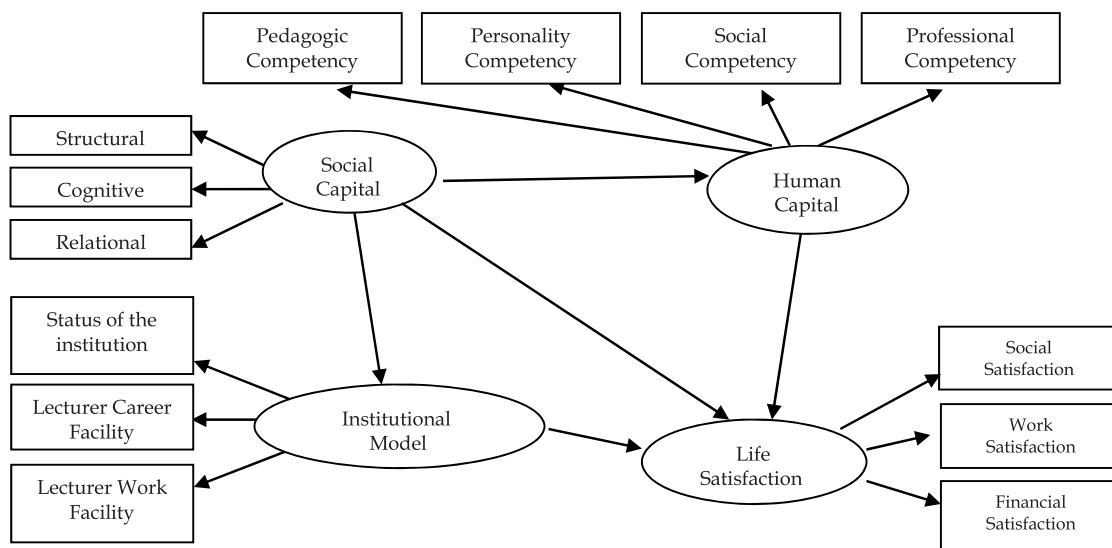 Pedagogic
Competency
Personality
Competency
Social
Competency
Professional
Competency
Structural
Cognitive
Relational
Social
Capital
Human
Capital
Status of the
institution
Lecturer Career
Facility
Lecturer Work
Facility
Institutional
Model
Life
Satisfaction
Social
Satisfaction
Work
Satisfaction
Financial
Satisfaction